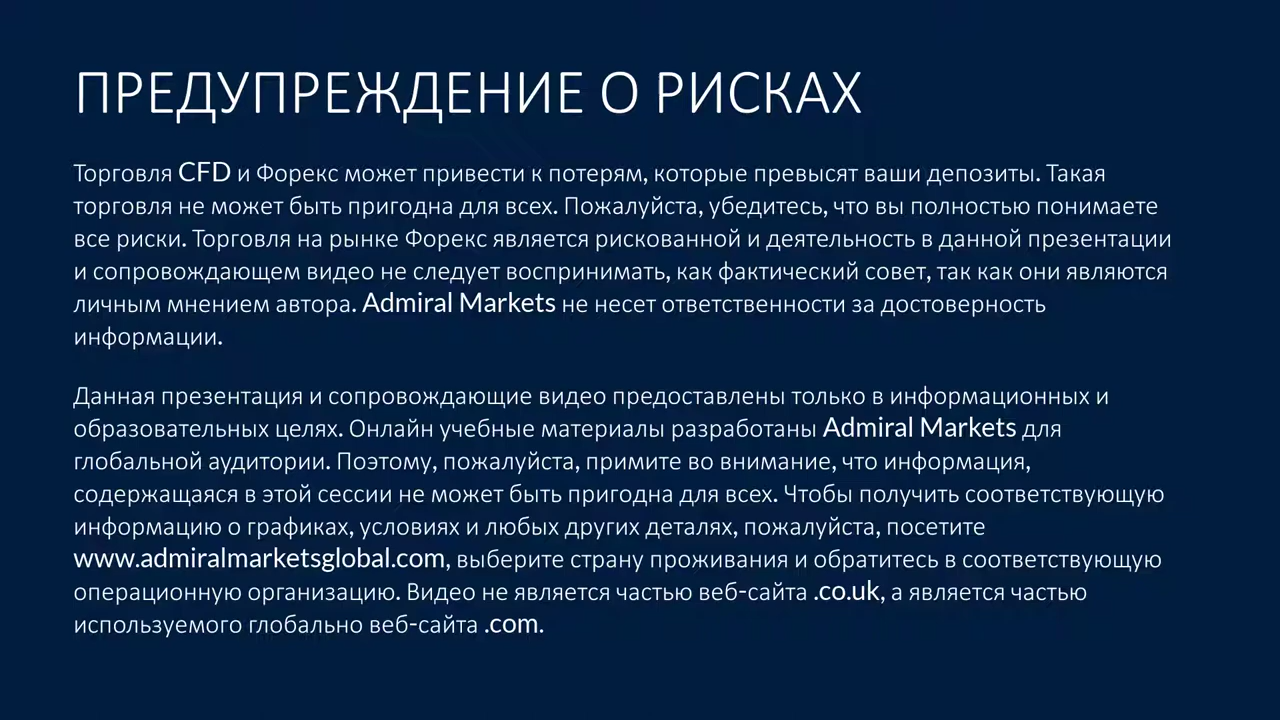 ПРЕДУПРЕЖДЕНИЕ О РИСКАХ
Торговля CFD и Форекс может привести к потерям, которые превысят ваши депозиты. Такая
торговля не может быть пригодна для всех. Пожалуйста, убедитесь, что вы полностью понимаете
все риски. Торговля на рынке Форекс является рискованной и деятельность в данной презентации
и сопровождающем видео не следует воспринимать, как фактический совет, так как они являются
личным мнением автора. Admiral Markets не несет ответственности за достоверность
информации.
Данная презентация и сопровождающие видео предоставлены только в информационных и
образовательных целях. Онлайн учебные материалы разработаны Admiral Markets для
глобальной аудитории. Поэтому, пожалуйста, примите во внимание, что информация,
содержащаяся в этой сессии не может быть пригодна для всех. Чтобы получить соответствующую
информацию о графиках, условиях и любых других деталях, пожалуйста, посетите
www.admiralmarketsglobal.com, выберите страну проживания и обратитесь в соответствующую
операционную организацию. Видео не является частью веб-сайта .co.uk, а является частью
используемого глобально веб-сайта .com.